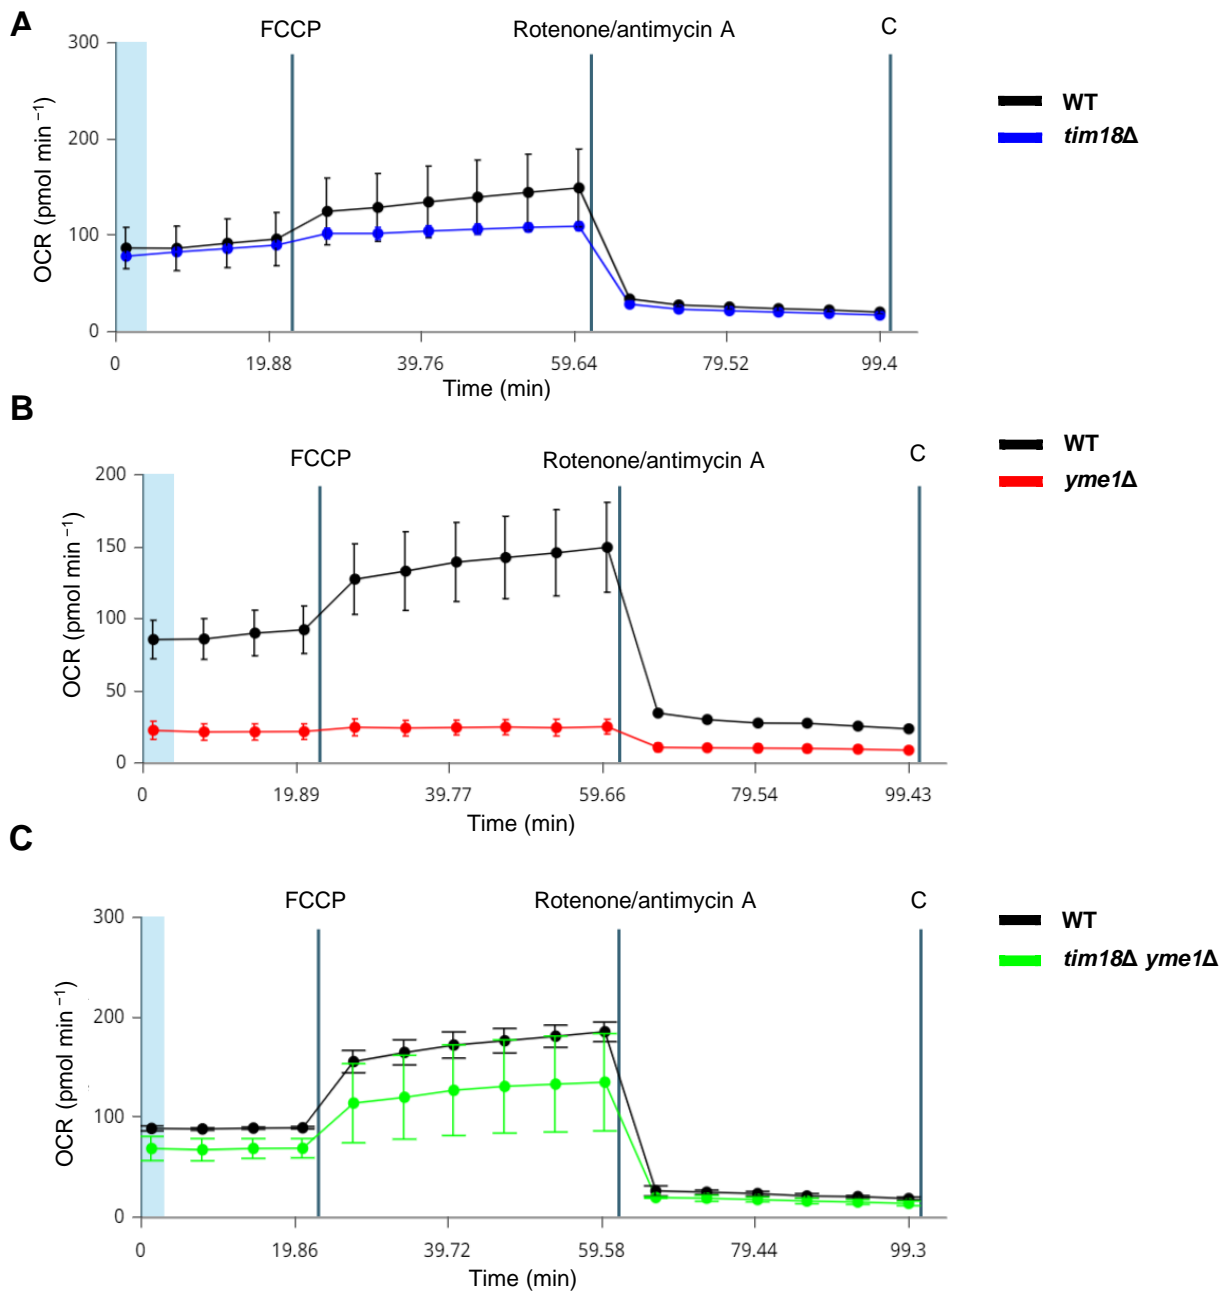 A
FCCP
Rotenone/antimycin A
C
300
200
100
0
OCR (pmol min −1)
0
19.88
39.76
59.64
79.52
99.4
Time (min)
WT
tim18Δ
B
FCCP
Rotenone/antimycin A
C
200
150
100
50
0
OCR (pmol min −1)
0
19.89
39.77
59.66
79.54
99.43
Time (min)
WT
yme1Δ
C
FCCP
Rotenone/antimycin A
C
300
200
100
0
OCR (pmol min −1)
0
19.86
39.72
59.58
79.44
99.3
Time (min)
WT
tim18Δ yme1Δ